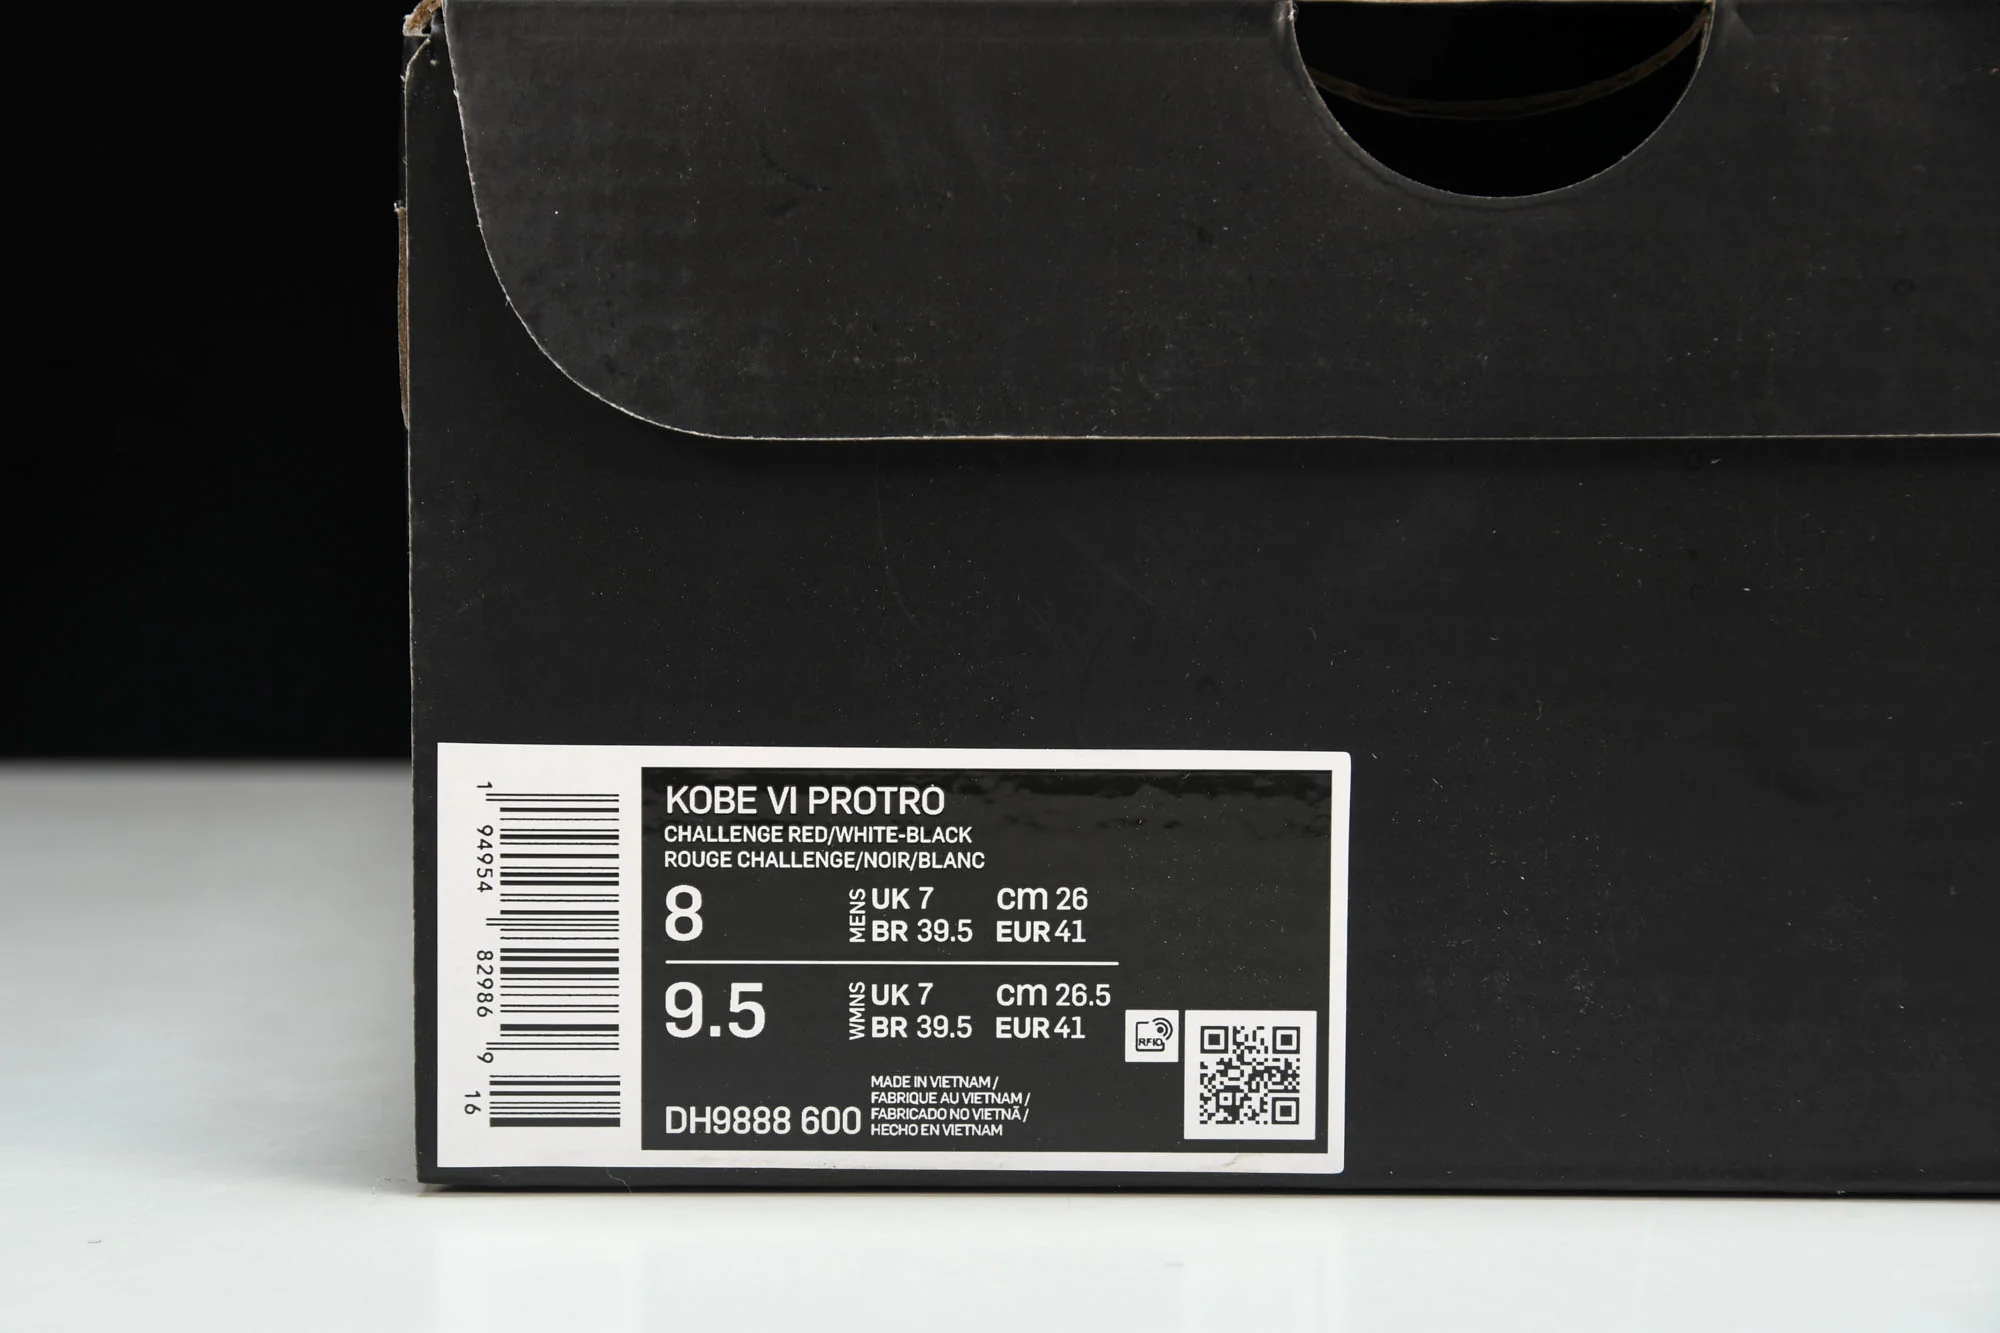 1 94954 82986 9 16
KOBE VI PROTRO
CHALLENGE RED/WHITE-BLACK
ROUGE CHALLENGE/NOIR/BLANC
8 MENS UK 7 cm 26
BR 39.5 EUR 41
9.5 WMNS UK 7 cm 26.5
BR 39.5 EUR 41
RFID
MADE IN VIETNAM /
FABRIQUE AU VIETNAM /
FABRICADO NO VIETNÃ /
HECHO EN VIETNAM
DH9888 600